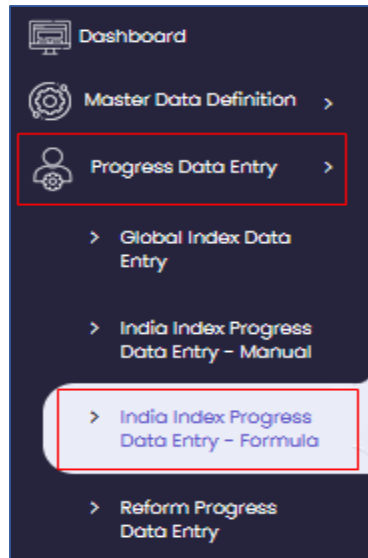 Dashboard
Master Data Definition >
Progress Data Entry >
> Global Index Data
Entry
> India Index Progress
Data Entry - Manual
> India Index Progress
Data Entry - Formula
> Reform Progress
Data Entry